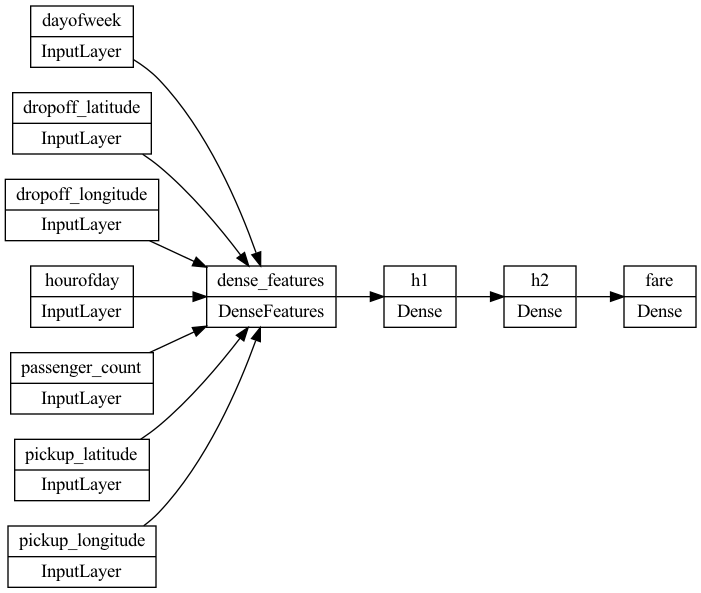 dayofweek
InputLayer
dropoff_latitude
InputLayer
dropoff_longitude
InputLayer
hourofday
InputLayer
passenger_count
InputLayer
pickup_latitude
InputLayer
pickup_longitude
InputLayer
dense_features
DenseFeatures
h1
Dense
h2
Dense
fare
Dense